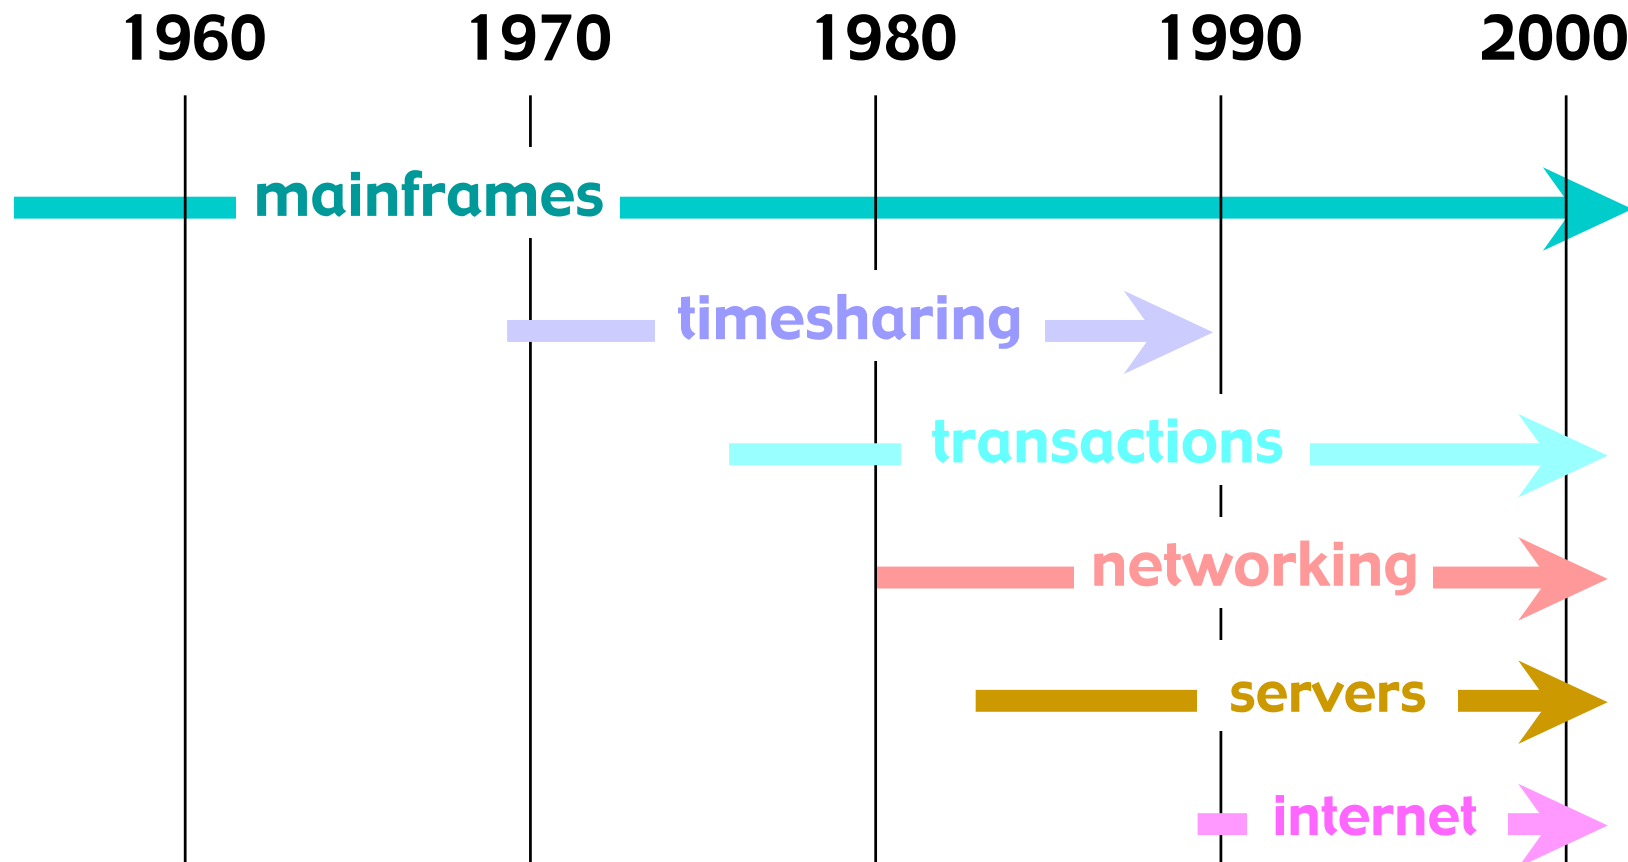 1960 1970 1980 1990 2000
mainframes
timesharing
transactions
networking
servers
internet